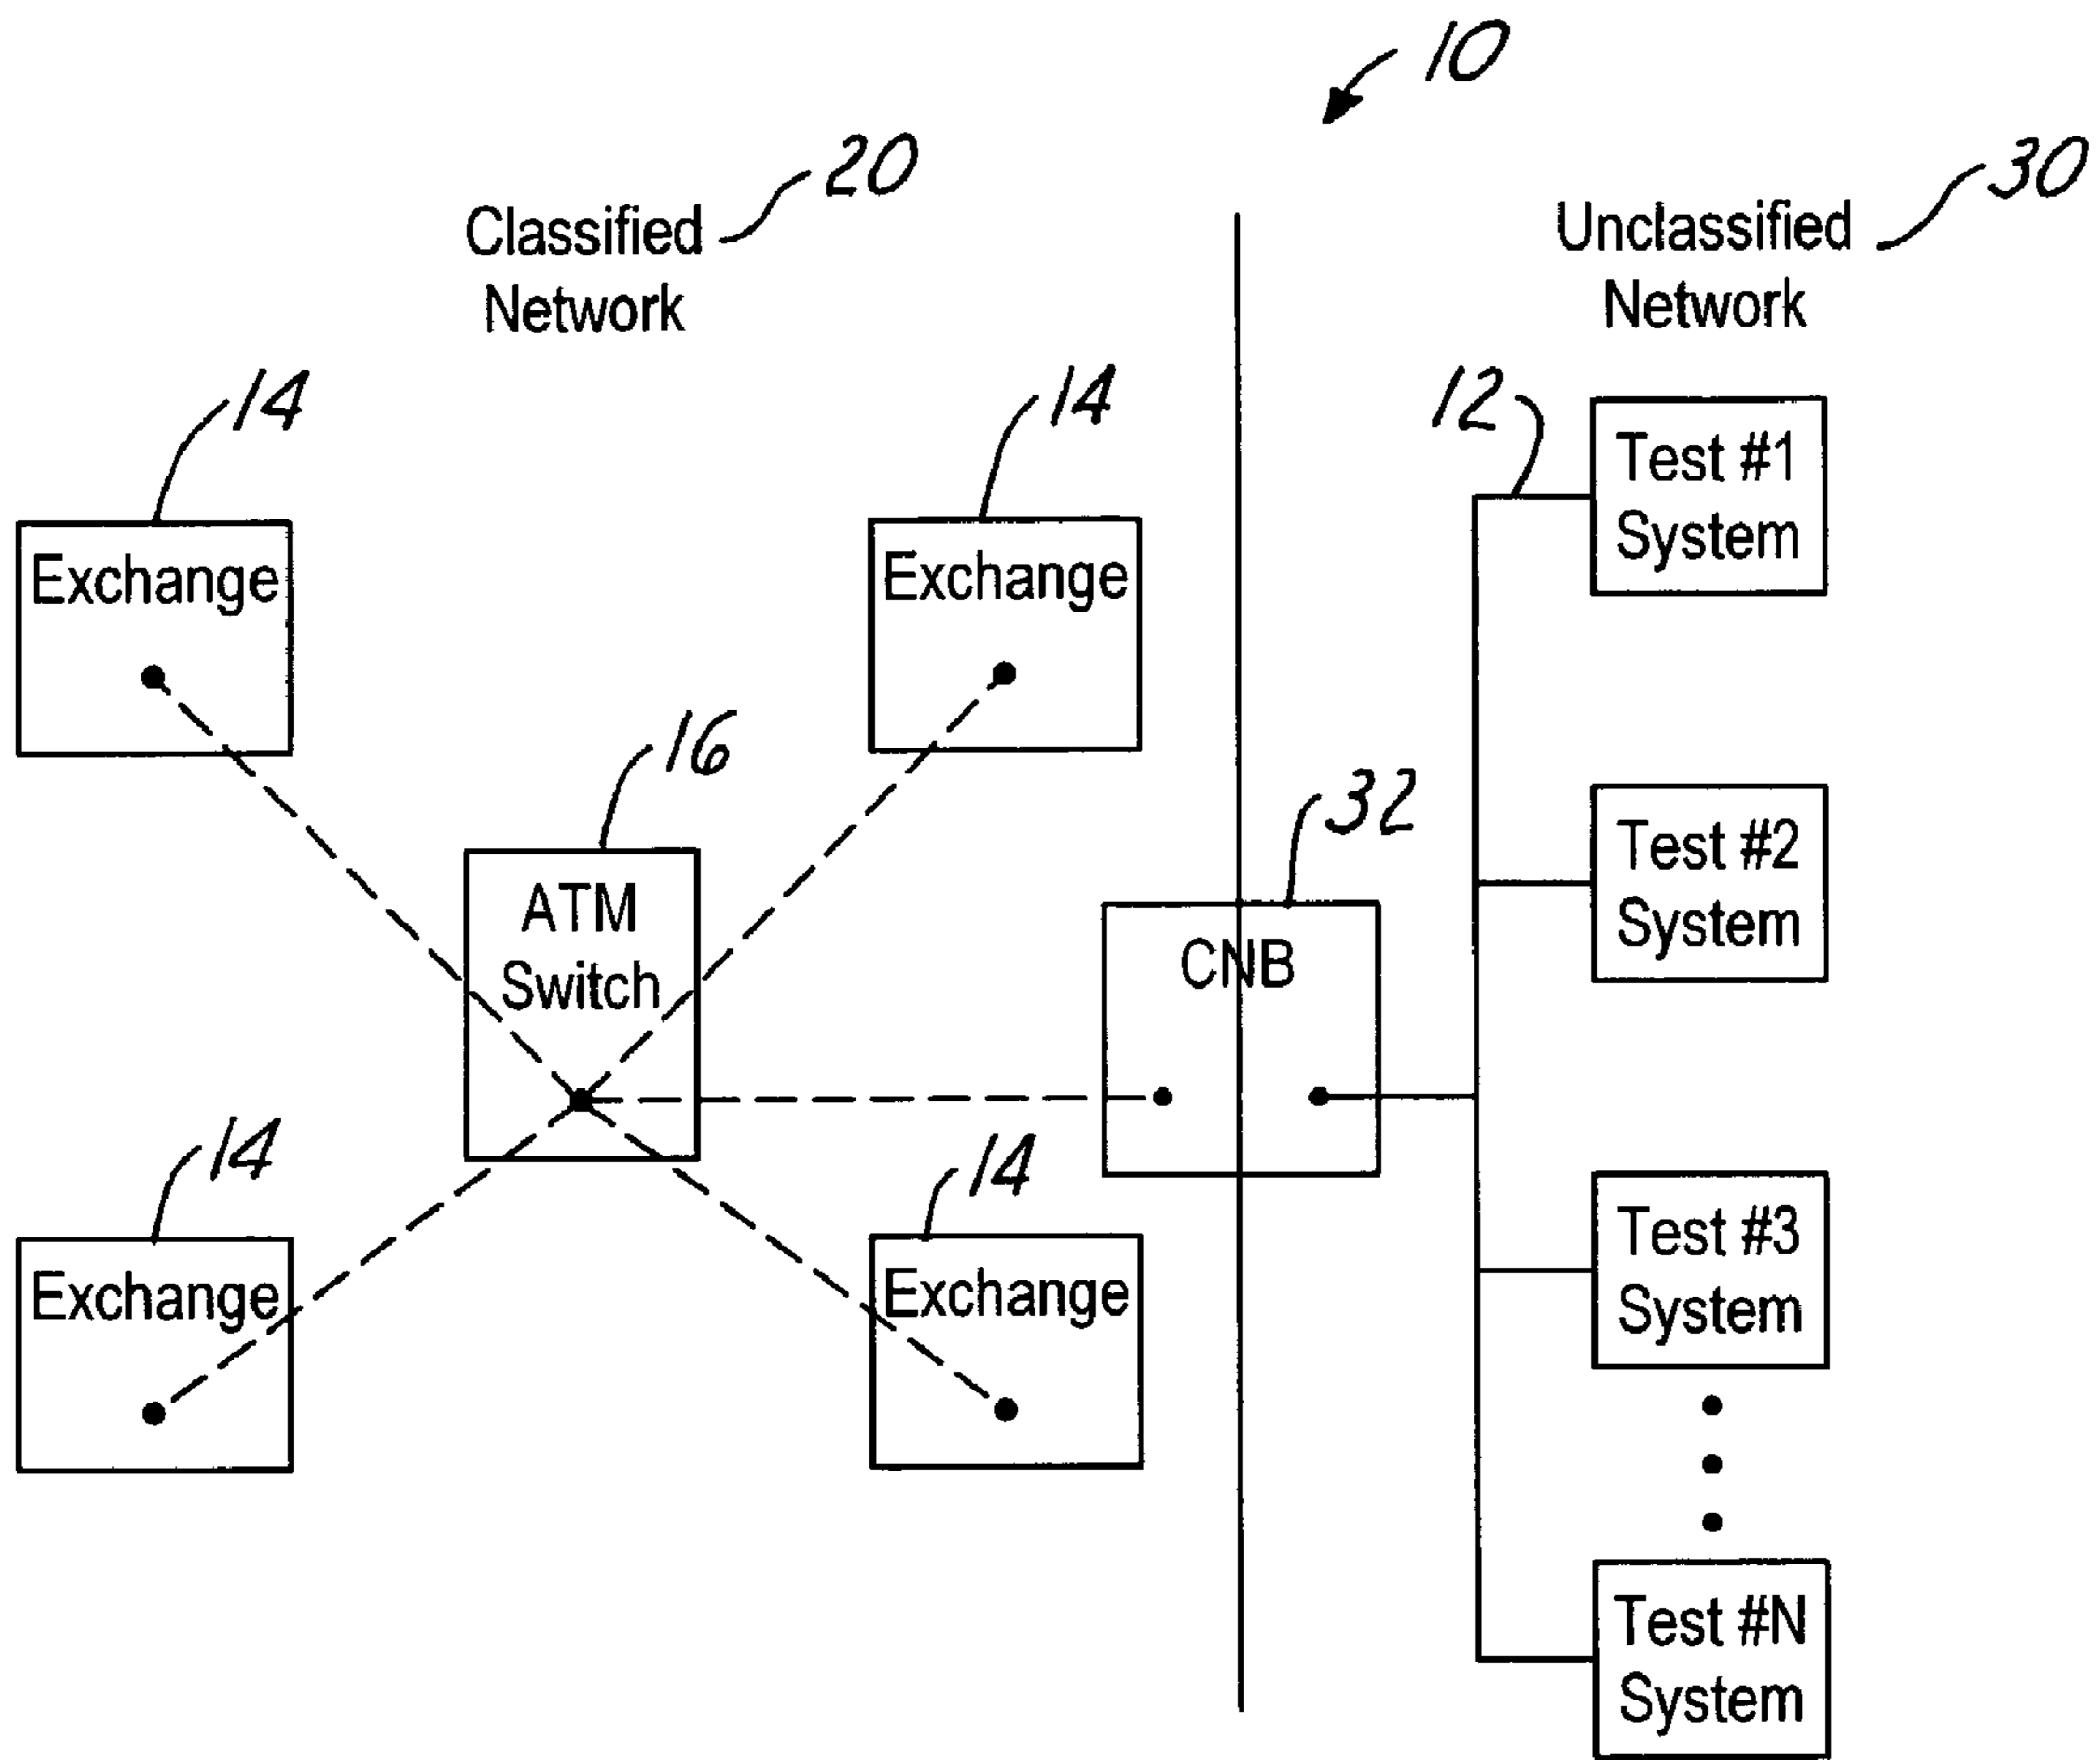 10
20
30
Classified
Network
Unclassified
Network
14
14
12
Test #1
System
Exchange
Exchange
16
32
Test #2
System
ATM
Switch
CNB
14
14
Test #3
System
Exchange
Exchange
Test #N
System